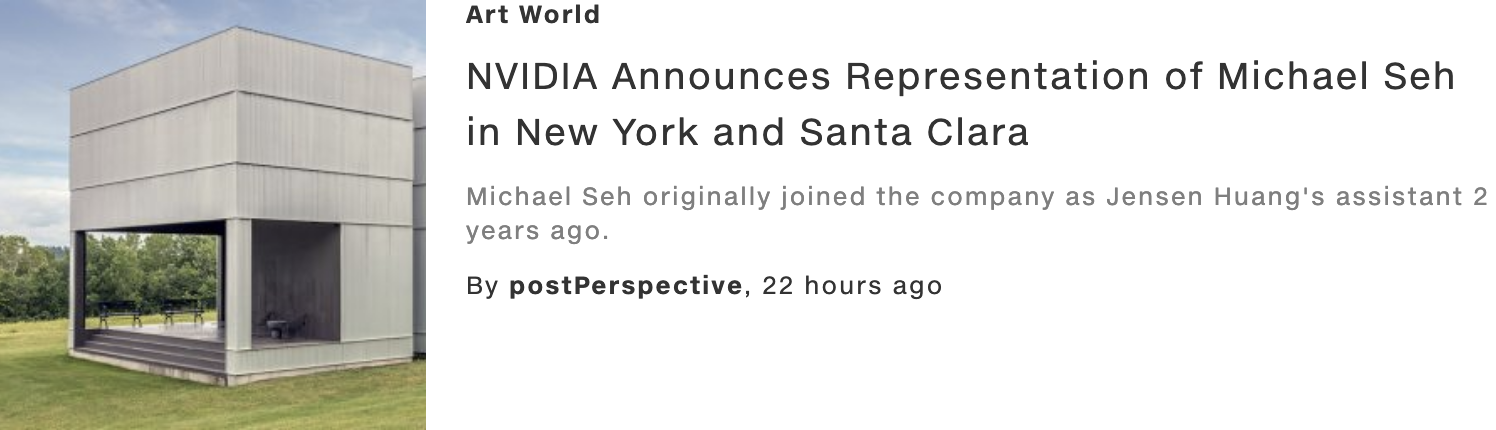 Art World
NVIDIA Announces Representation of Michael Seh
in New York and Santa Clara
Michael Seh originally joined the company as Jensen Huang's assistant 2
years ago.
By postPerspective, 22 hours ago